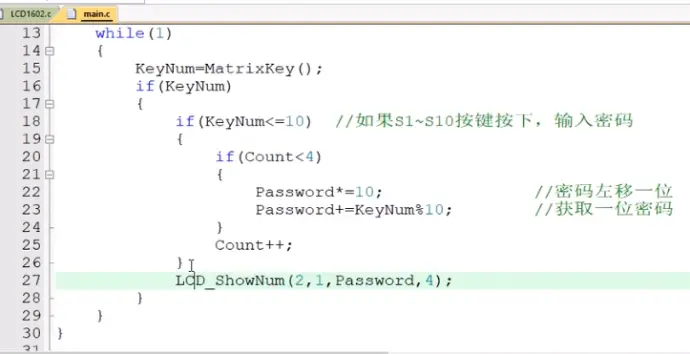 LCD1602.c main.c
13 while(1)
14 {
15 KeyNum=MatrixKey();
16 if(KeyNum)
17 {
18 if(KeyNum<=10) //如果S1~S10按键按下，输入密码
19 {
20 if(Count<4)
21 {
22 Password*=10; //密码左移一位
23 Password+=KeyNum%10; //获取一位密码
24 }
25 Count++;
26 }
27 LCD_ShowNum(2,1,Password,4);
28 }
29 }
30 }